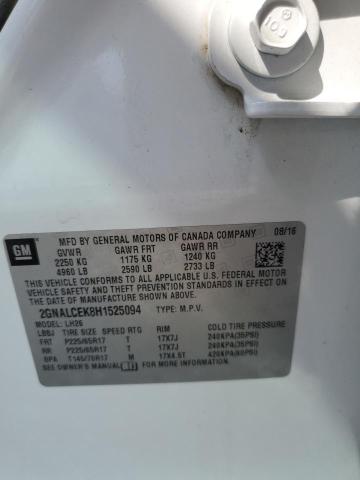 10J
GM
MFD BY GENERAL MOTORS OF CANADA COMPANY 08/16
GVWR GAWR FRT GAWR RR
2250 KG 1175 KG 1240 KG
4960 LB 2590 LB 2733 LB
THIS VEHICLE CONFORMS TO ALL APPLICABLE U.S. FEDERAL MOTOR
VEHICLE SAFETY, BUMPER, AND THEFT PREVENTION STANDARDS
IN EFFECT ON THE DATE OF MANUFACTURE SHOWN ABOVE.
2GNALCEK8H1525094 TYPE: M.P.V.
MODEL: LH26
LBSJ TIRE SIZE SPEED RTG RIM COLD TIRE PRESSURE
FRT P225/65R17 T 17X7J 240KPA(35PSI)
RR P225/65R17 T 17X7J 240KPA(35PSI)
SPA T145/70R17 M 17X4.5T 420KPA(60PSI)
SEE OWNER'S MANUAL FOR MORE INFORMATION.